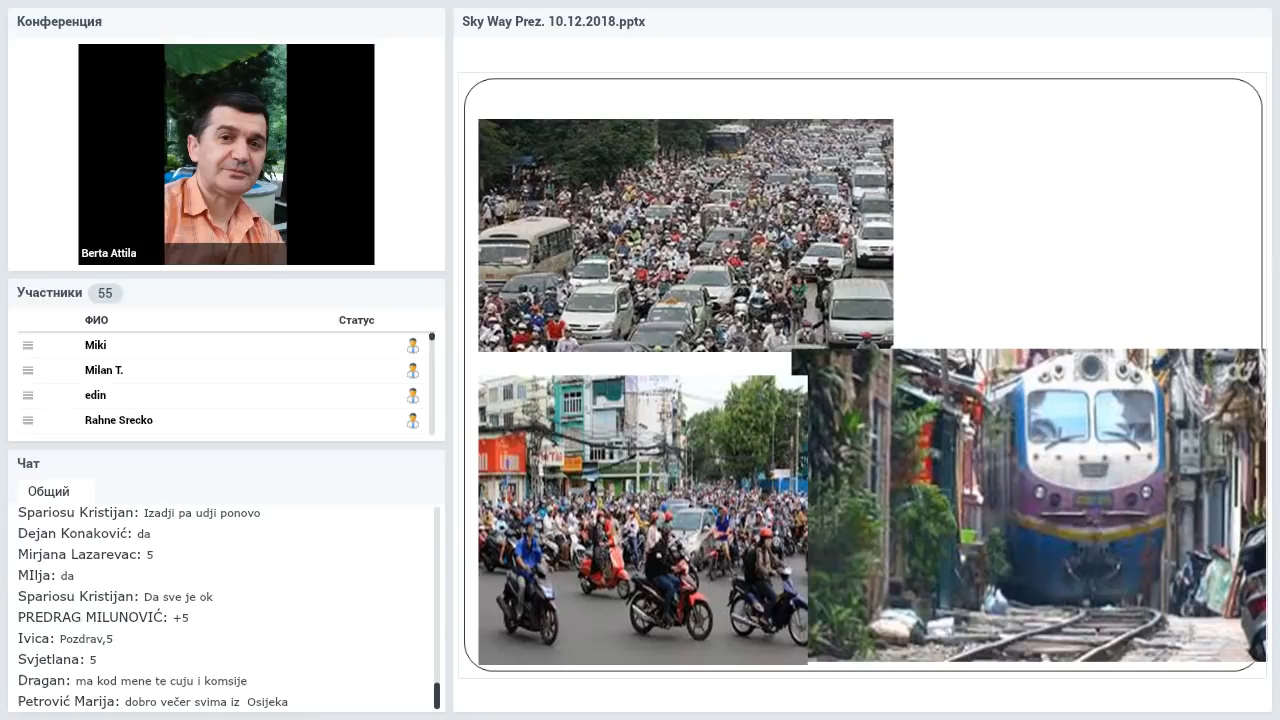 Конференция
Berta Attila
Участники 55
ФИО Статус
Miki
Milan T.
edin
Rahne Srecko
Чат
Общий
Spariosu Kristijan: Izadji pa udji ponovo
Dejan Konaković: da
Mirjana Lazarevac: 5
MIlja: da
Spariosu Kristijan: Da sve je ok
PREDRAG MILUNOVIĆ: +5
Ivica: Pozdrav,5
Svjetlana: 5
Dragan: ma kod mene te cuju i komsije
Petrović Marija: dobro večer svima iz Osijeka
Sky Way Prez. 10.12.2018.pptx